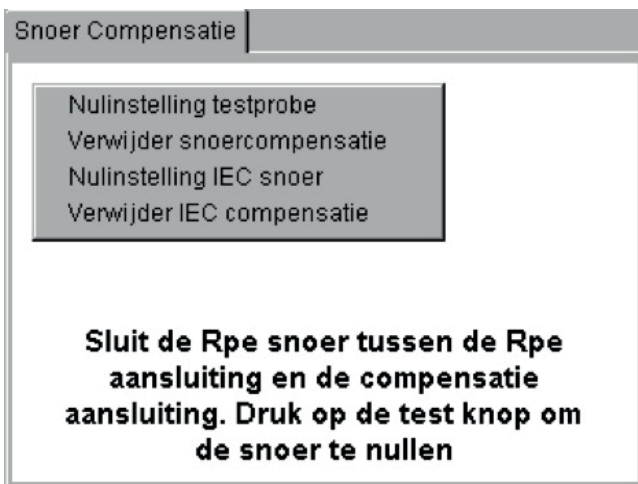 Snoer Compensatie
Nulinstelling testprobe
Verwijder snoercompensatie
Nulinstelling IEC snoer
Verwijder IEC compensatie
Sluit de Rpe snoer tussen de Rpe
aansluiting en de compensatie
aansluiting. Druk op de test knop om
de snoer te nullen